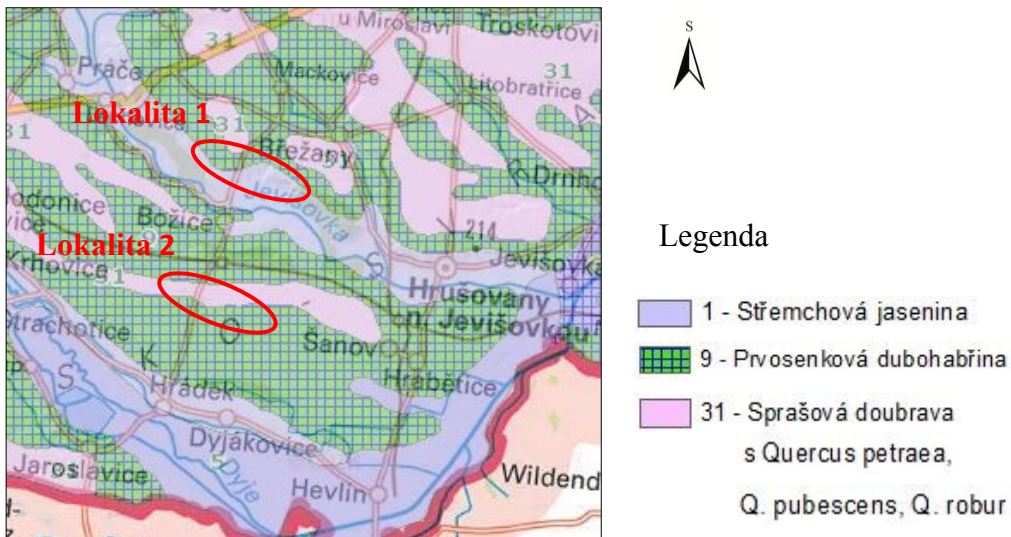 u Miroslavi
Troskotovi
31
31
Práče
Mackovice
Litobratřice
Lokalita 1
31
31
Břežany
Drnho
Jevišovka
Božice
214
Lokalita 2
Jevišovka
Krhovice
31
Hrušovany
n. Jevišovkou
Strachotice
Šanov
O
K
S
S
Hrádek
Hrabětice
Dyjákovice
Dyje
Jaroslavice
Hevlín
Wildend
S
Legenda
1 - Střemchová jasenina
9 - Prvosenková dubohabřina
31 - Sprašová doubrava
s Quercus petraea,
Q. pubescens, Q. robur